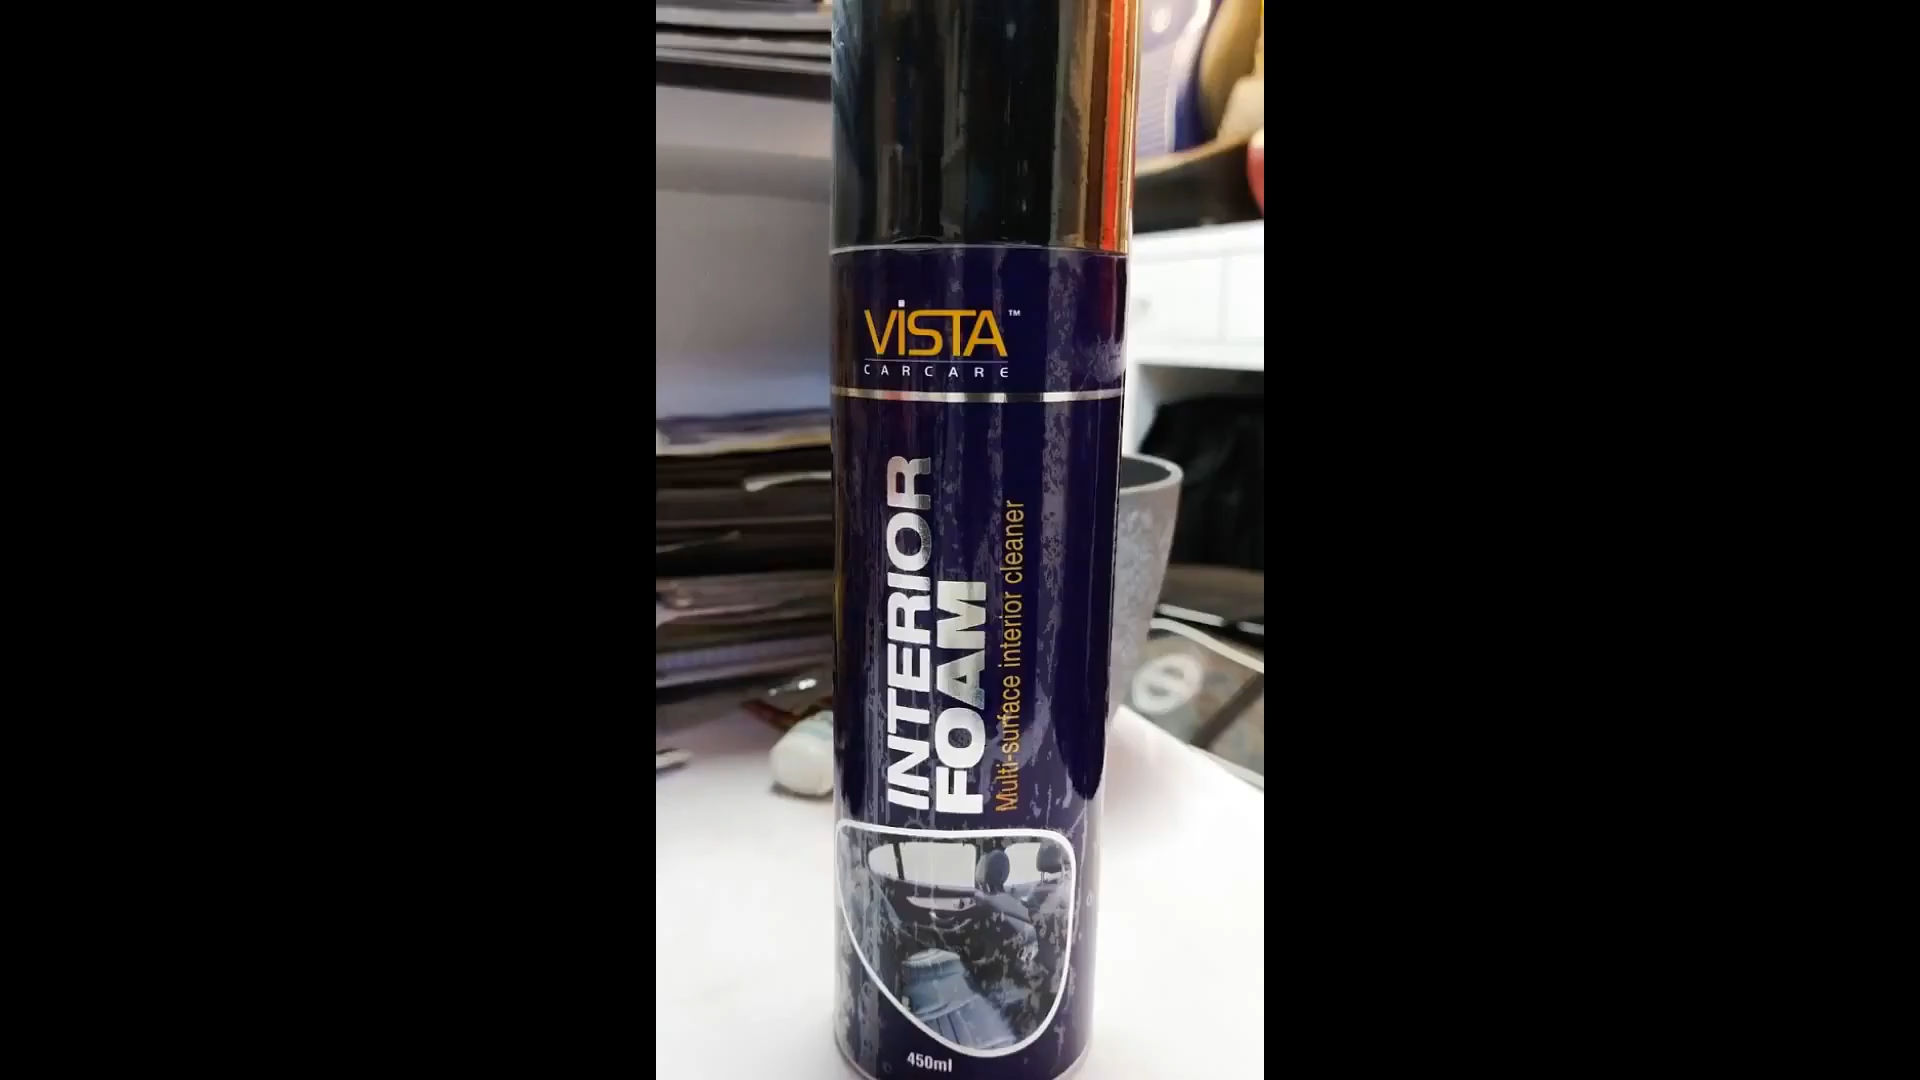 VISTA™
CARCARE
INTERIOR
FOAM
Multi-surface interior cleaner
450ml